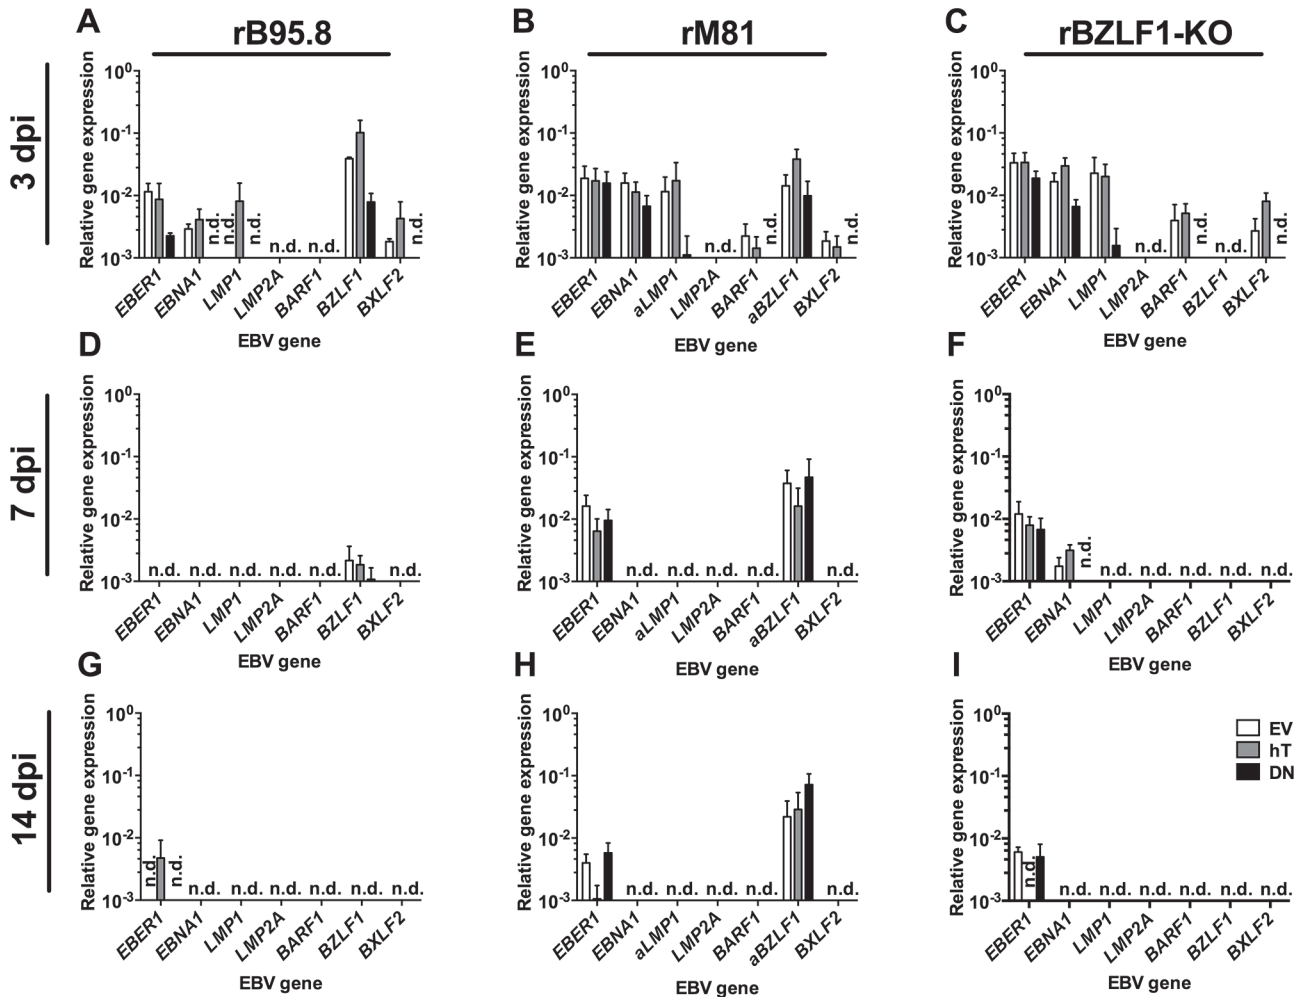 A
rB95.8
B
rM81
C
rBZLF1-KO
3 dpi
Relative gene expression
10⁰
10⁻¹
10⁻²
10⁻³
n.d.
n.d.
n.d.
n.d.
n.d.
n.d.
EBER1
EBNA1
LMP1
LMP2A
BARF1
BZLF1
BXLF2
EBV gene
Relative gene expression
10⁰
10⁻¹
10⁻²
10⁻³
n.d.
n.d.
n.d.
EBER1
EBNA1
aLMP1
LMP2A
BARF1
aBZLF1
BXLF2
EBV gene
Relative gene expression
10⁰
10⁻¹
10⁻²
10⁻³
n.d.
n.d.
n.d.
n.d.
EBER1
EBNA1
LMP1
LMP2A
BARF1
BZLF1
BXLF2
EBV gene
7 dpi
D
Relative gene expression
10⁰
10⁻¹
10⁻²
10⁻³
n.d.
n.d.
n.d.
n.d.
n.d.
n.d.
EBER1
EBNA1
LMP1
LMP2A
BARF1
BZLF1
BXLF2
EBV gene
E
Relative gene expression
10⁰
10⁻¹
10⁻²
10⁻³
n.d.
n.d.
n.d.
n.d.
n.d.
EBER1
EBNA1
aLMP1
LMP2A
BARF1
aBZLF1
BXLF2
EBV gene
F
Relative gene expression
10⁰
10⁻¹
10⁻²
10⁻³
n.d.
n.d.
n.d.
n.d.
n.d.
n.d.
EBER1
EBNA1
LMP1
LMP2A
BARF1
BZLF1
BXLF2
EBV gene
14 dpi
G
Relative gene expression
10⁰
10⁻¹
10⁻²
10⁻³
n.d.
n.d.
n.d.
n.d.
n.d.
n.d.
n.d.
n.d.
EBER1
EBNA1
LMP1
LMP2A
BARF1
BZLF1
BXLF2
EBV gene
H
Relative gene expression
10⁰
10⁻¹
10⁻²
10⁻³
n.d.
n.d.
n.d.
n.d.
n.d.
EBER1
EBNA1
aLMP1
LMP2A
BARF1
aBZLF1
BXLF2
EBV gene
I
Relative gene expression
10⁰
10⁻¹
10⁻²
10⁻³
n.d.
n.d.
n.d.
n.d.
n.d.
n.d.
n.d.
EBER1
EBNA1
LMP1
LMP2A
BARF1
BZLF1
BXLF2
EBV gene
EV
hT
DN